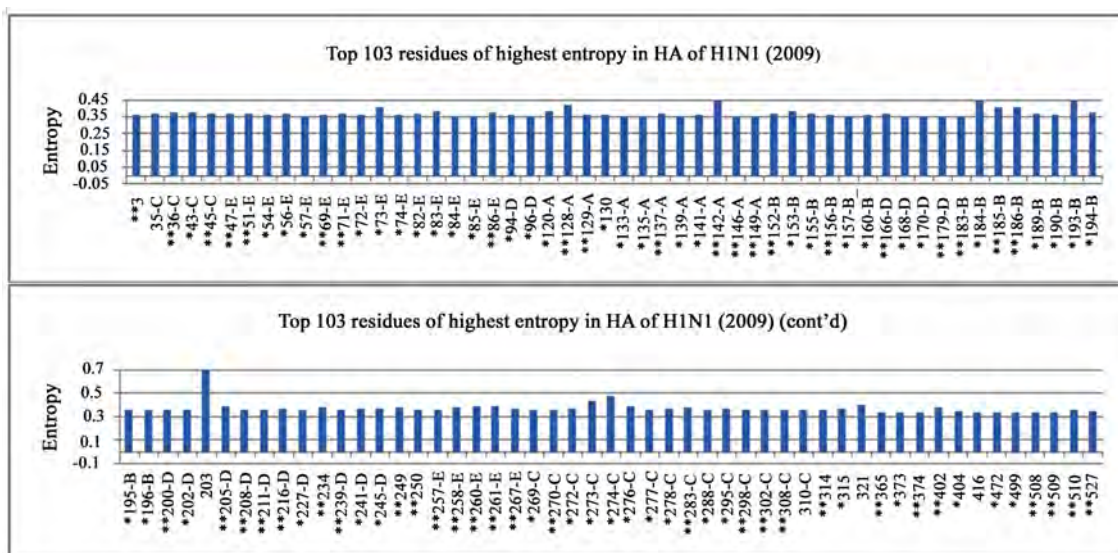 Top 103 residues of highest entropy in HA of H1N1 (2009)
Entropy
0.45
0.35
0.25
0.15
0.05
-0.05
**3
35-C
**36-C
*43-C
**45-C
**47-E
**51-E
*54-E
*56-E
*57-E
**69-E
**71-E
*72-E
*73-E
*74-E
*82-E
*83-E
*84-E
*85-E
**86-E
*94-D
*96-D
*120-A
**128-A
**129-A
*130
*133-A
*135-A
**137-A
*139-A
*141-A
**142-A
**146-A
**149-A
**152-B
*153-B
*155-B
**156-B
*157-B
*160-B
**166-D
*168-D
*170-D
**179-D
**183-B
*184-B
**185-B
**186-B
*189-B
*190-B
*193-B
*194-B
Top 103 residues of highest entropy in HA of H1N1 (2009) (cont’d)
Entropy
0.7
0.5
0.3
0.1
-0.1
*195-B
*196-B
**200-D
*202-D
203
**205-D
**208-D
**211-D
**216-D
*227-D
**234
**239-D
*241-D
*245-D
**249
**250
**257-E
**258-E
**260-E
**261-E
**267-E
*269-C
**270-C
*272-C
*273-C
*274-C
*276-C
*277-C
*278-C
**283-C
*288-C
*295-C
**298-C
**302-C
**308-C
310-C
**314
*315
321
**365
*373
**374
**402
*404
416
*472
*499
**508
**509
**510
**527